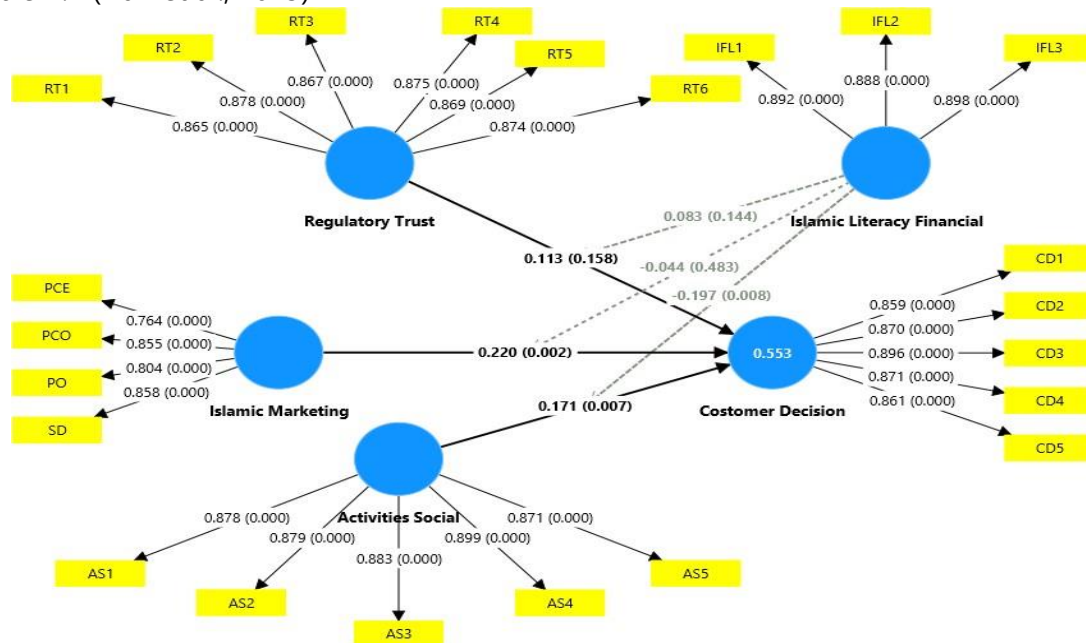 RT3
RT4
IFL2
RT2
RT5
IFL1
IFL3
RT1
RT6
0.867 (0.000)
0.875 (0.000)
0.888 (0.000)
0.878 (0.000)
0.869 (0.000)
0.892 (0.000)
0.898 (0.000)
0.865 (0.000)
0.874 (0.000)
Regulatory Trust
Islamic Literacy Financial
0.083 (0.144)
0.113 (0.158)
-0.044 (0.483)
-0.197 (0.008)
PCE
PCO
PO
SD
0.764 (0.000)
0.855 (0.000)
0.804 (0.000)
0.858 (0.000)
Islamic Marketing
0.220 (0.002)
0.553
Costomer Decision
0.859 (0.000)
0.870 (0.000)
0.896 (0.000)
0.871 (0.000)
0.861 (0.000)
CD1
CD2
CD3
CD4
CD5
0.171 (0.007)
Activities Social
0.878 (0.000)
0.879 (0.000)
0.883 (0.000)
0.899 (0.000)
0.871 (0.000)
AS1
AS2
AS3
AS4
AS5